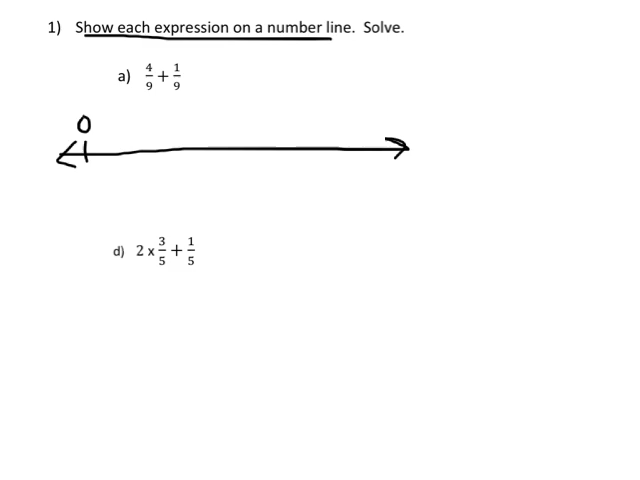 1) Show each expression on a number line. Solve.
a) 4/9 + 1/9
0
d) 2 x 3/5 + 1/5